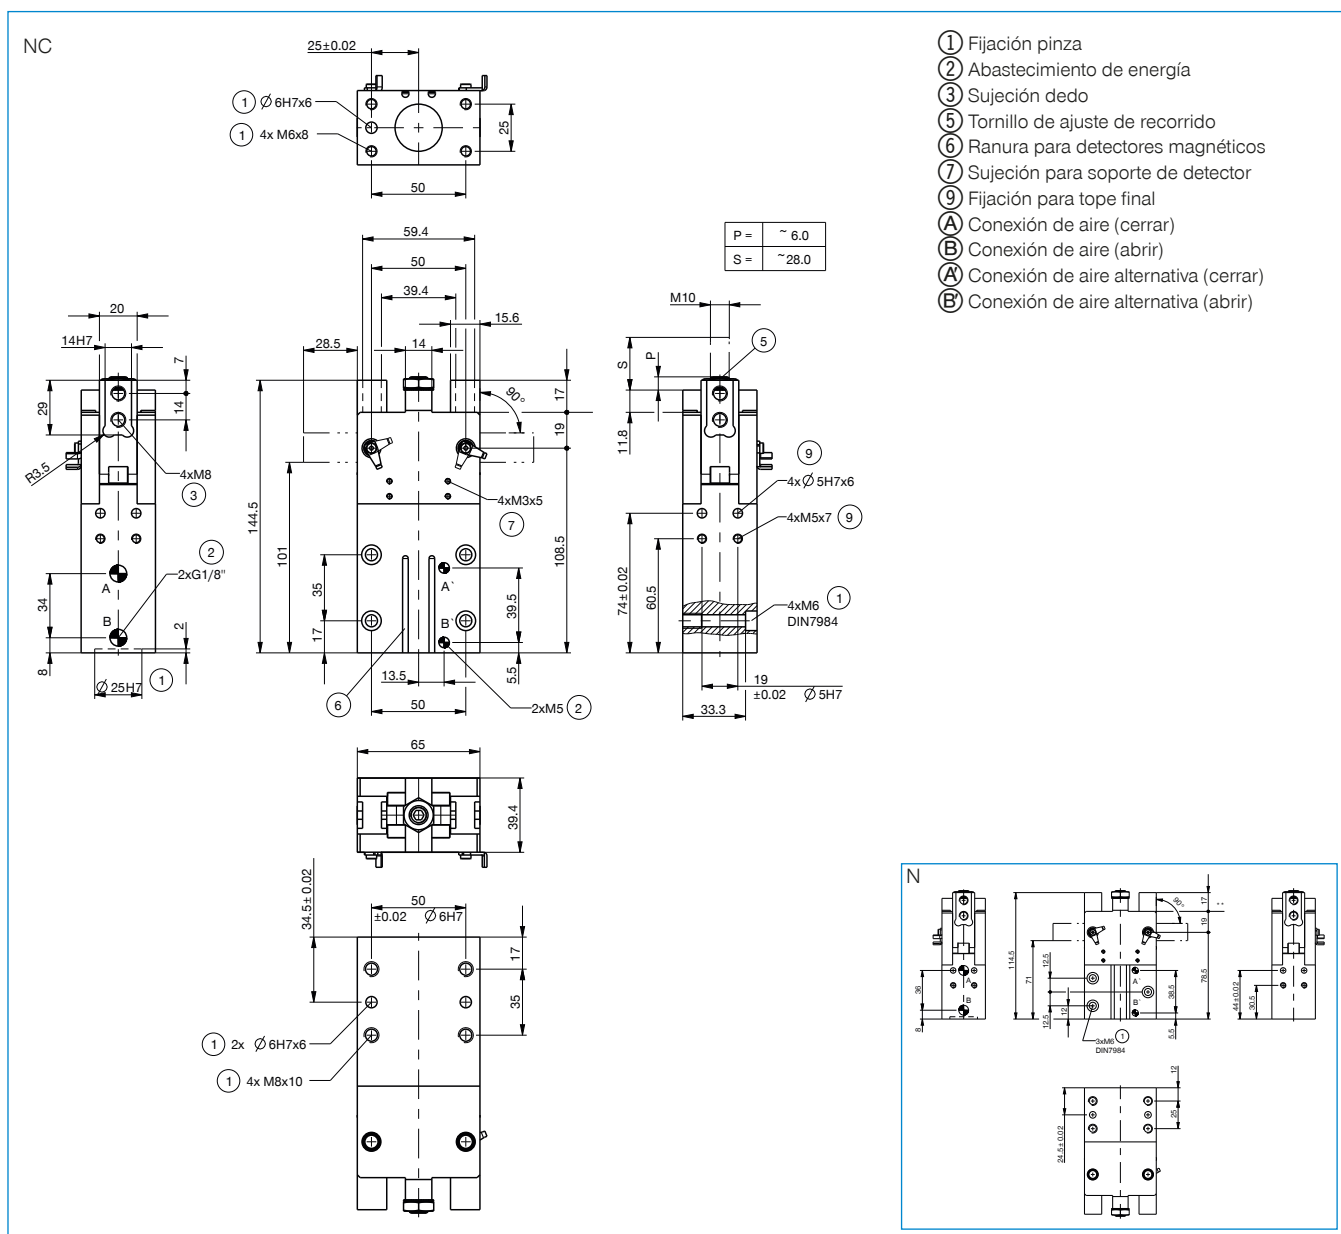 NC
25±0.02
1 Ø 6H7x6
1 4x M6x8
25
50
1 Fijación pinza
2 Abastecimiento de energía
3 Sujeción dedo
5 Tornillo de ajuste de recorrido
6 Ranura para detectores magnéticos
7 Sujeción para soporte de detector
9 Fijación para tope final
A Conexión de aire (cerrar)
B Conexión de aire (abrir)
A' Conexión de aire alternativa (cerrar)
B' Conexión de aire alternativa (abrir)
P = ~ 6.0
S = ~28.0
20
14H7
7
29
14
R3.5
4xM8
3
2
2xG1/8"
A
34
B
8
2
Ø 25H7
1
59.4
50
39.4
15.6
28.5
14
90°
17
19
144.5
101
4xM3x5
7
108.5
35
17
A`
39.5
B`
5.5
13.5
6
50
2xM5 2
M10
S
P
5
11.8
9
4x Ø 5H7x6
4xM5x7 9
74±0.02
60.5
4xM6 1
DIN7984
19
±0.02 Ø 5H7
33.3
65
39.4
34.5±0.02
50
±0.02 Ø 6H7
17
35
1 2x Ø 6H7x6
1 4x M8x10
N
36
8
A
B
114.5
71
12.5
12.5
12
90°
17
19
A`
38.5
B`
5.5
78.5
3xM6 1
DIN7984
44±0.02
30.5
24.5±0.02
12
25